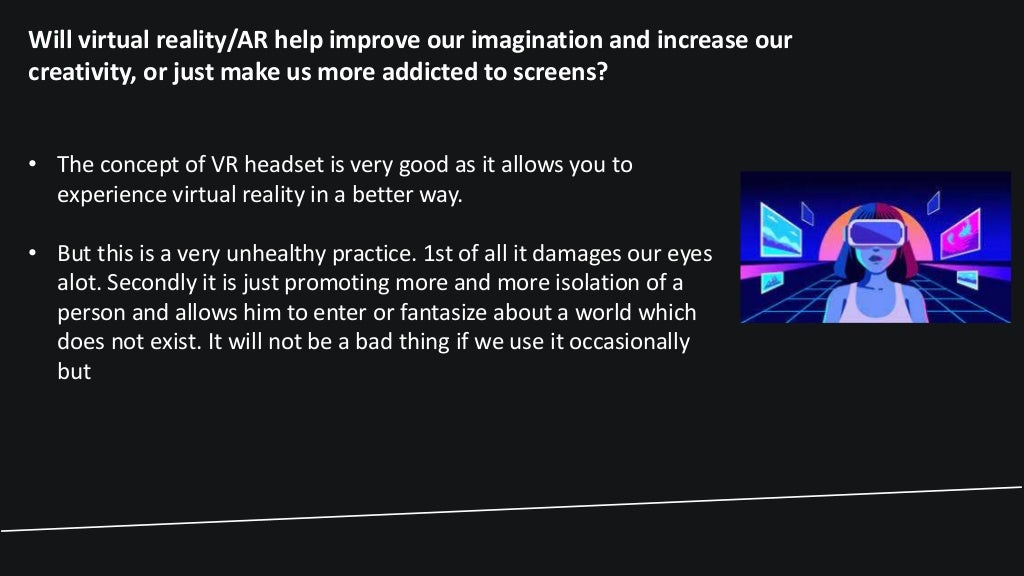 Will virtual reality/AR help improve our imagination and increase our
creativity, or just make us more addicted to screens?
• The concept of VR headset is very good as it allows you to
experience virtual reality in a better way.
• But this is a very unhealthy practice. 1st of all it damages our eyes
alot. Secondly it is just promoting more and more isolation of a
person and allows him to enter or fantasize about a world which
does not exist. It will not be a bad thing if we use it occasionally
but